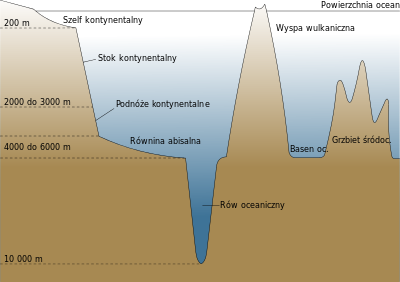 Powierzchnia ocean
200 m
Szelf kontynentalny
Wyspa wulkaniczna
Stok kontynentalny
2000 do 3000 m
Podnóże kontynentalne
Równina abisalna
Grzbiet śródoc.
4000 do 6000 m
Basen oc.
Rów oceaniczny
10 000 m